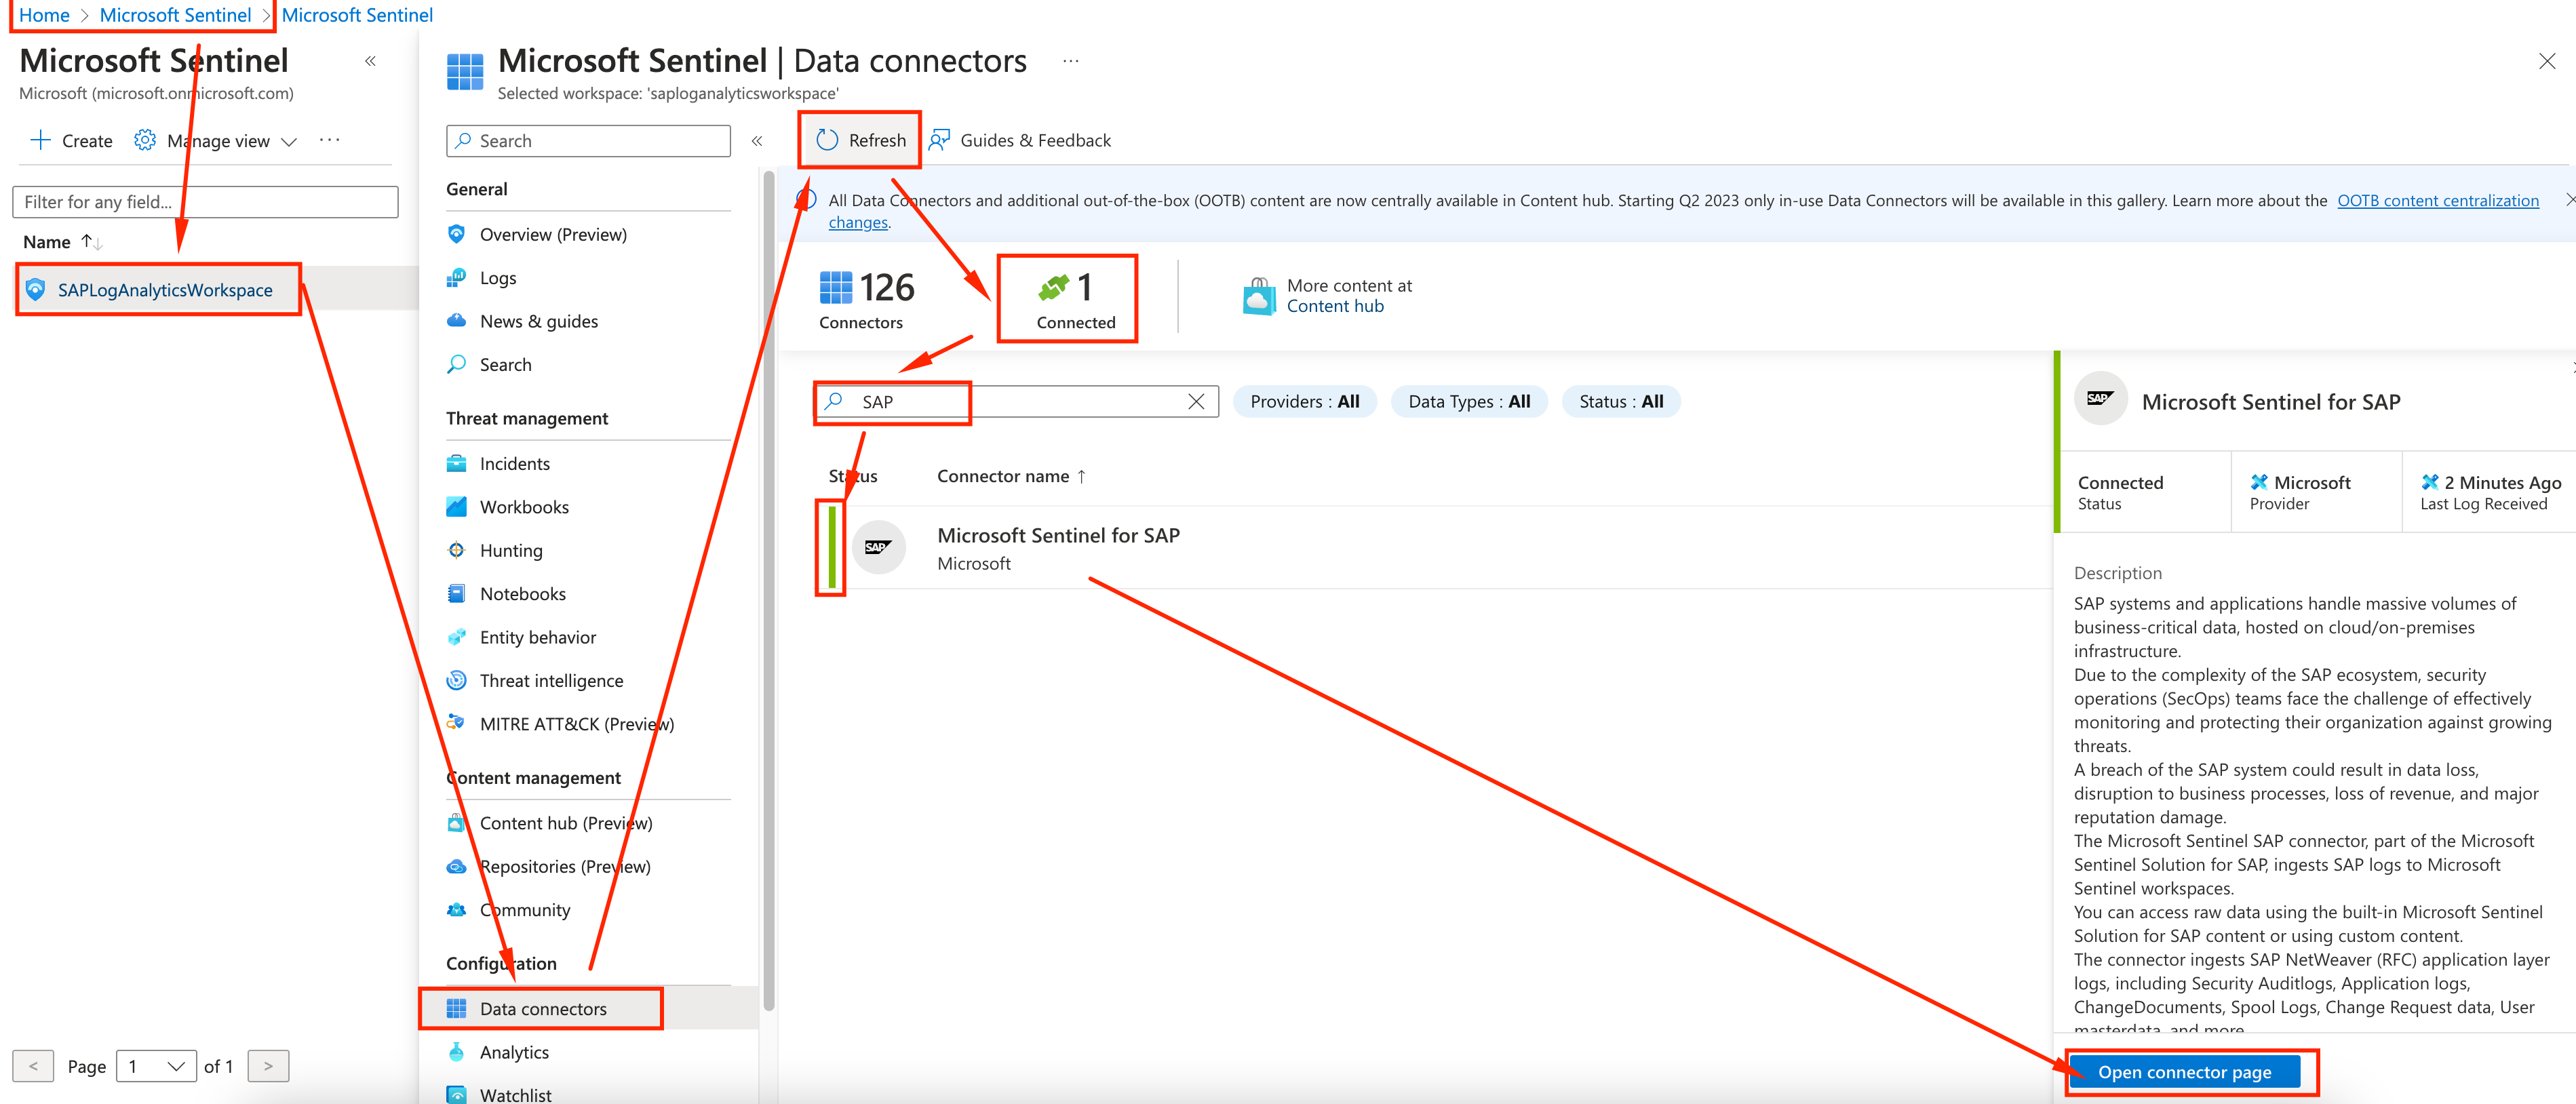 Home > Microsoft Sentinel > Microsoft Sentinel
Microsoft Sentinel «
Microsoft (microsoft.onmicrosoft.com)
+ Create Manage view ···
Filter for any field...
Name ↑↓
SAPLogAnalyticsWorkspace
< Page 1 of 1 >
Microsoft Sentinel | Data connectors ···
Selected workspace: 'saploganalyticsworkspace'
Search «
General
Overview (Preview)
Logs
News & guides
Search
Threat management
Incidents
Workbooks
Hunting
Notebooks
Entity behavior
Threat intelligence
MITRE ATT&CK (Preview)
Content management
Content hub (Preview)
Repositories (Preview)
Community
Configuration
Data connectors
Analytics
Watchlist
Refresh Guides & Feedback
All Data Connectors and additional out-of-the-box (OOTB) content are now centrally available in Content hub. Starting Q2 2023 only in-use Data Connectors will be available in this gallery. Learn more about the OOTB content centralization
changes.
126
Connectors
1
Connected
More content at
Content hub
SAP
Providers : All Data Types : All Status : All
Status Connector name ↑
SAP
Microsoft Sentinel for SAP
Microsoft
SAP
Microsoft Sentinel for SAP
Connected
Status
Microsoft
Provider
2 Minutes Ago
Last Log Received
Description
SAP systems and applications handle massive volumes of
business-critical data, hosted on cloud/on-premises
infrastructure.
Due to the complexity of the SAP ecosystem, security
operations (SecOps) teams face the challenge of effectively
monitoring and protecting their organization against growing
threats.
A breach of the SAP system could result in data loss,
disruption to business processes, loss of revenue, and major
reputation damage.
The Microsoft Sentinel SAP connector, part of the Microsoft
Sentinel Solution for SAP, ingests SAP logs to Microsoft
Sentinel workspaces.
You can access raw data using the built-in Microsoft Sentinel
Solution for SAP content or using custom content.
The connector ingests SAP NetWeaver (RFC) application layer
logs, including Security Auditlogs, Application logs,
ChangeDocuments, Spool Logs, Change Request data, User
masterdata, and more
Open connector page